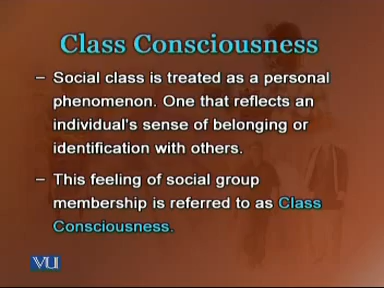 Class Consciousness
– Social class is treated as a personal
phenomenon. One that reflects an
individual's sense of belonging or
identification with others.
– This feeling of social group
membership is referred to as Class
Consciousness.
VU